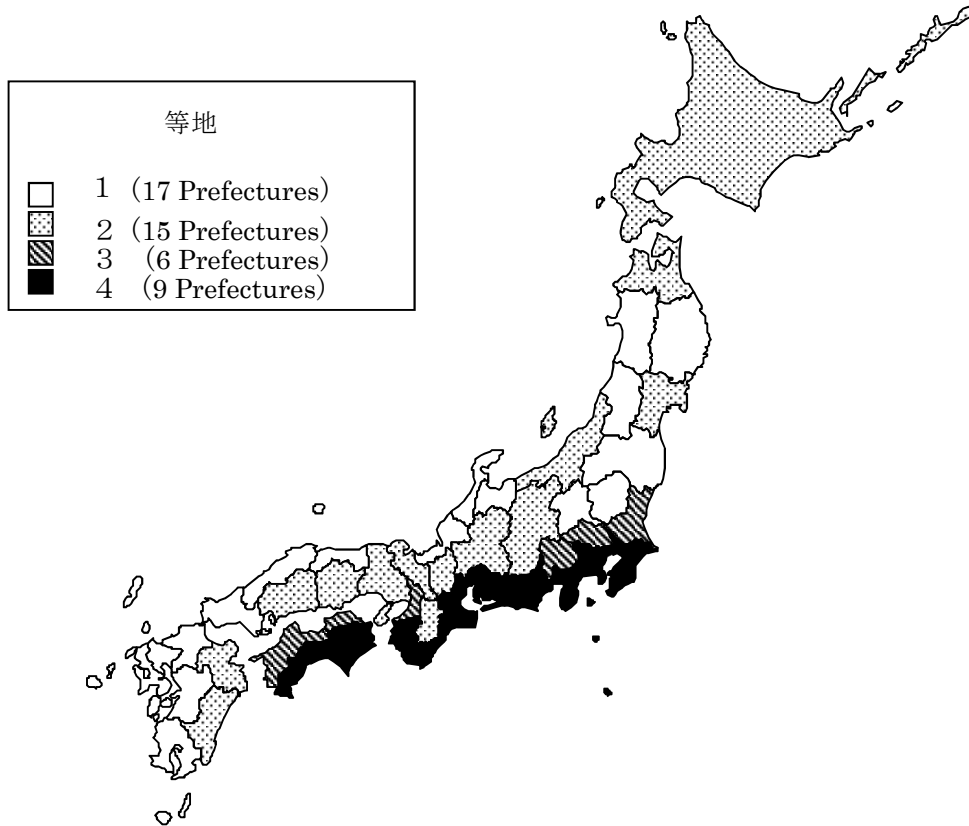 等地
1 (17 Prefectures)
2 (15 Prefectures)
3 (6 Prefectures)
4 (9 Prefectures)